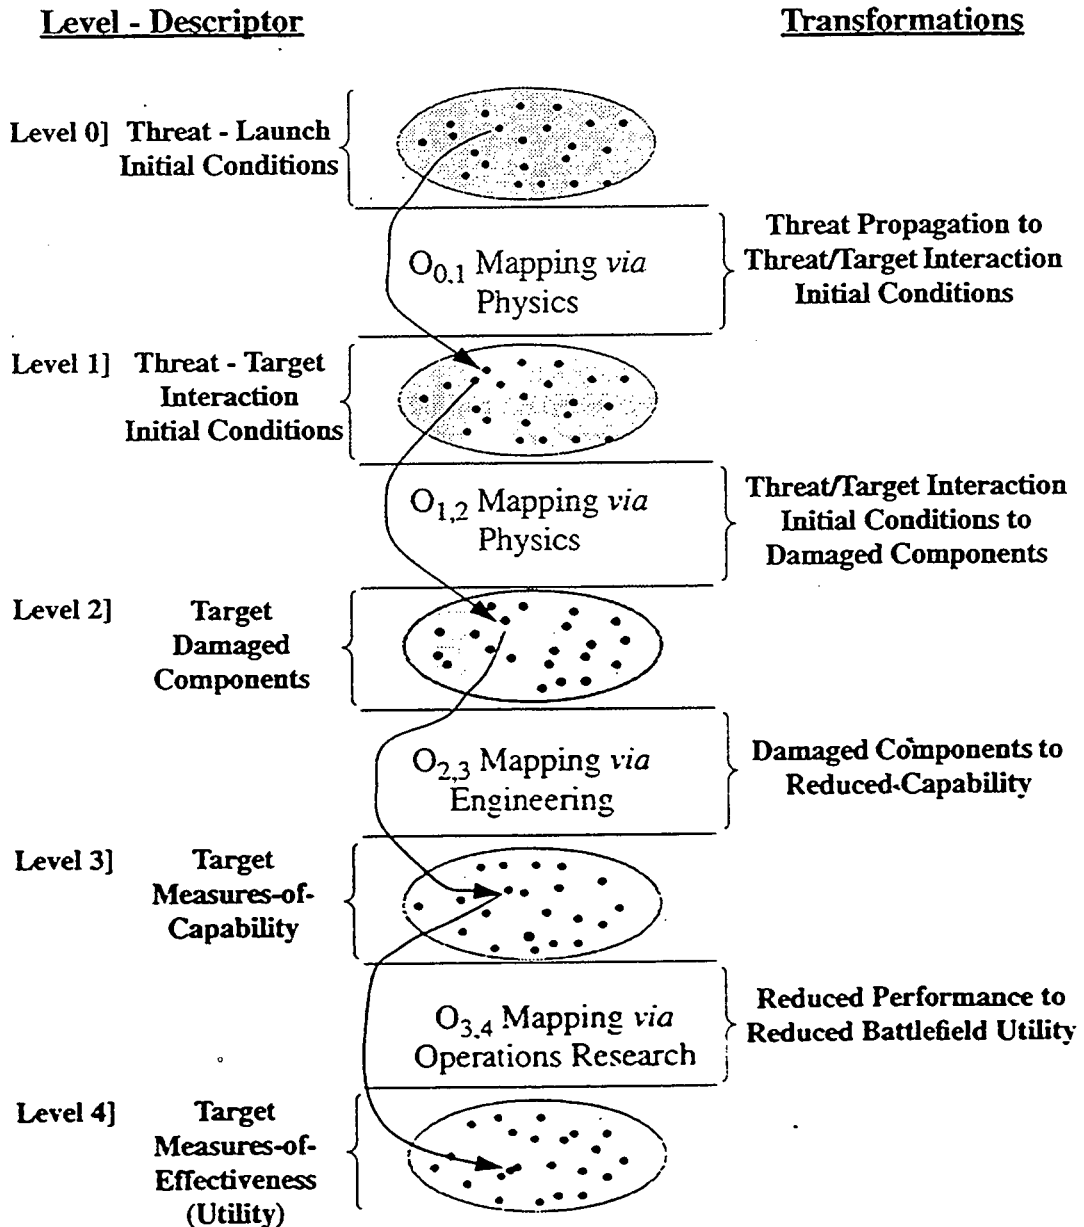 Level - Descriptor
Transformations
Level 0] Threat - Launch
Initial Conditions
O0,1 Mapping via
Physics
Threat Propagation to
Threat/Target Interaction
Initial Conditions
Level 1] Threat - Target
Interaction
Initial Conditions
O1,2 Mapping via
Physics
Threat/Target Interaction
Initial Conditions to
Damaged Components
Level 2] Target
Damaged
Components
O2,3 Mapping via
Engineering
Damaged Components to
Reduced-Capability
Level 3] Target
Measures-of-
Capability
O3,4 Mapping via
Operations Research
Reduced Performance to
Reduced Battlefield Utility
Level 4] Target
Measures-of-
Effectiveness
(Utility)